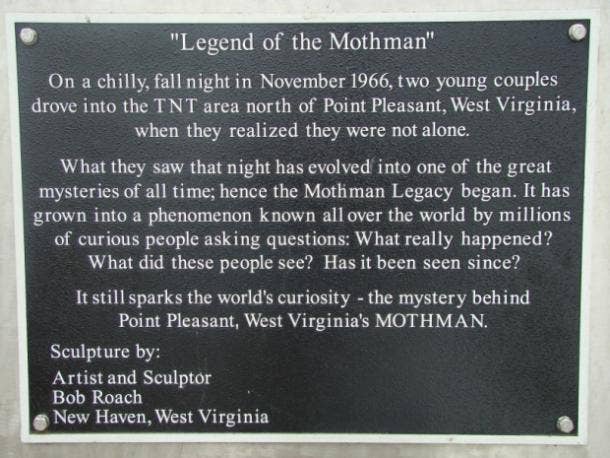 "Legend of the Mothman"
On a chilly, fall night in November 1966, two young couples
drove into the TNT area north of Point Pleasant, West Virginia,
when they realized they were not alone.
What they saw that night has evolved into one of the great
mysteries of all time; hence the Mothman Legacy began. It has
grown into a phenomenon known all over the world by millions
of curious people asking questions: What really happened?
What did these people see? Has it been seen since?
It still sparks the world's curiosity - the mystery behind
Point Pleasant, West Virginia's MOTHMAN.
Sculpture by:
Artist and Sculptor
Bob Roach
New Haven, West Virginia